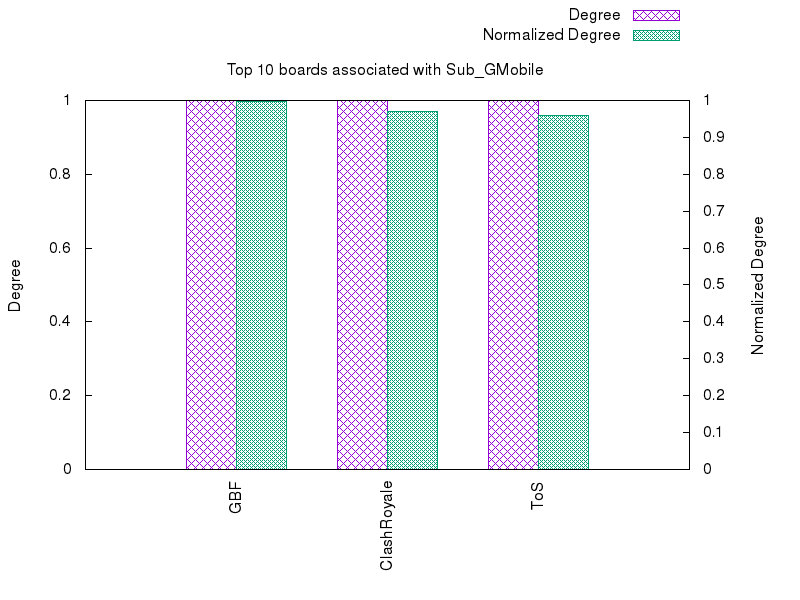 Degree
Normalized Degree
Top 10 boards associated with Sub_GMobile
1
0.8
0.6
0.4
0.2
0
Degree
1
0.9
0.8
0.7
0.6
0.5
0.4
0.3
0.2
0.1
0
Normalized Degree
GBF
ClashRoyale
ToS